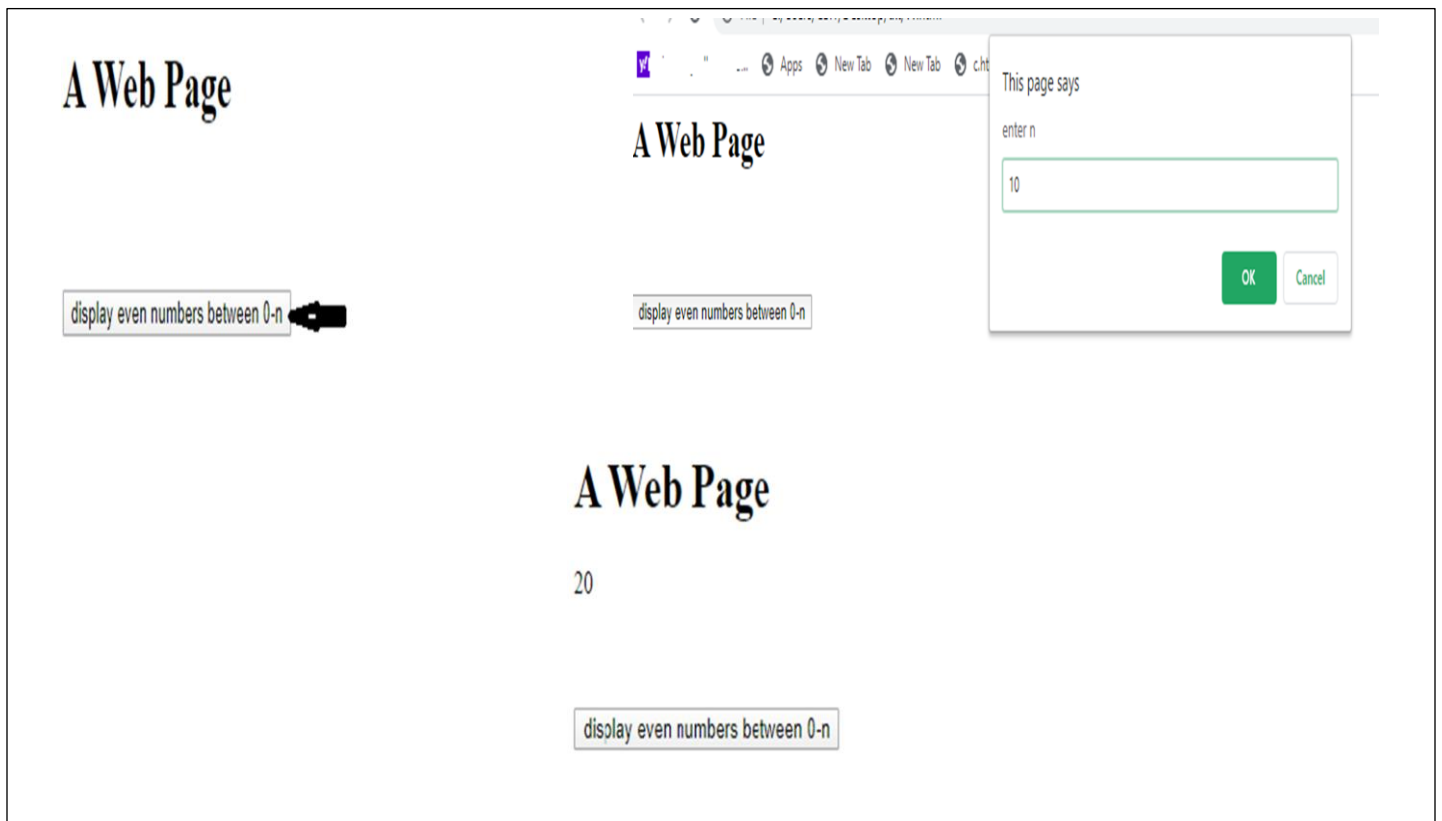 A Web Page
display even numbers between 0-n
Apps New Tab New Tab c.ht
A Web Page
display even numbers between 0-n
This page says
enter n
10
OK Cancel
A Web Page
20
display even numbers between 0-n